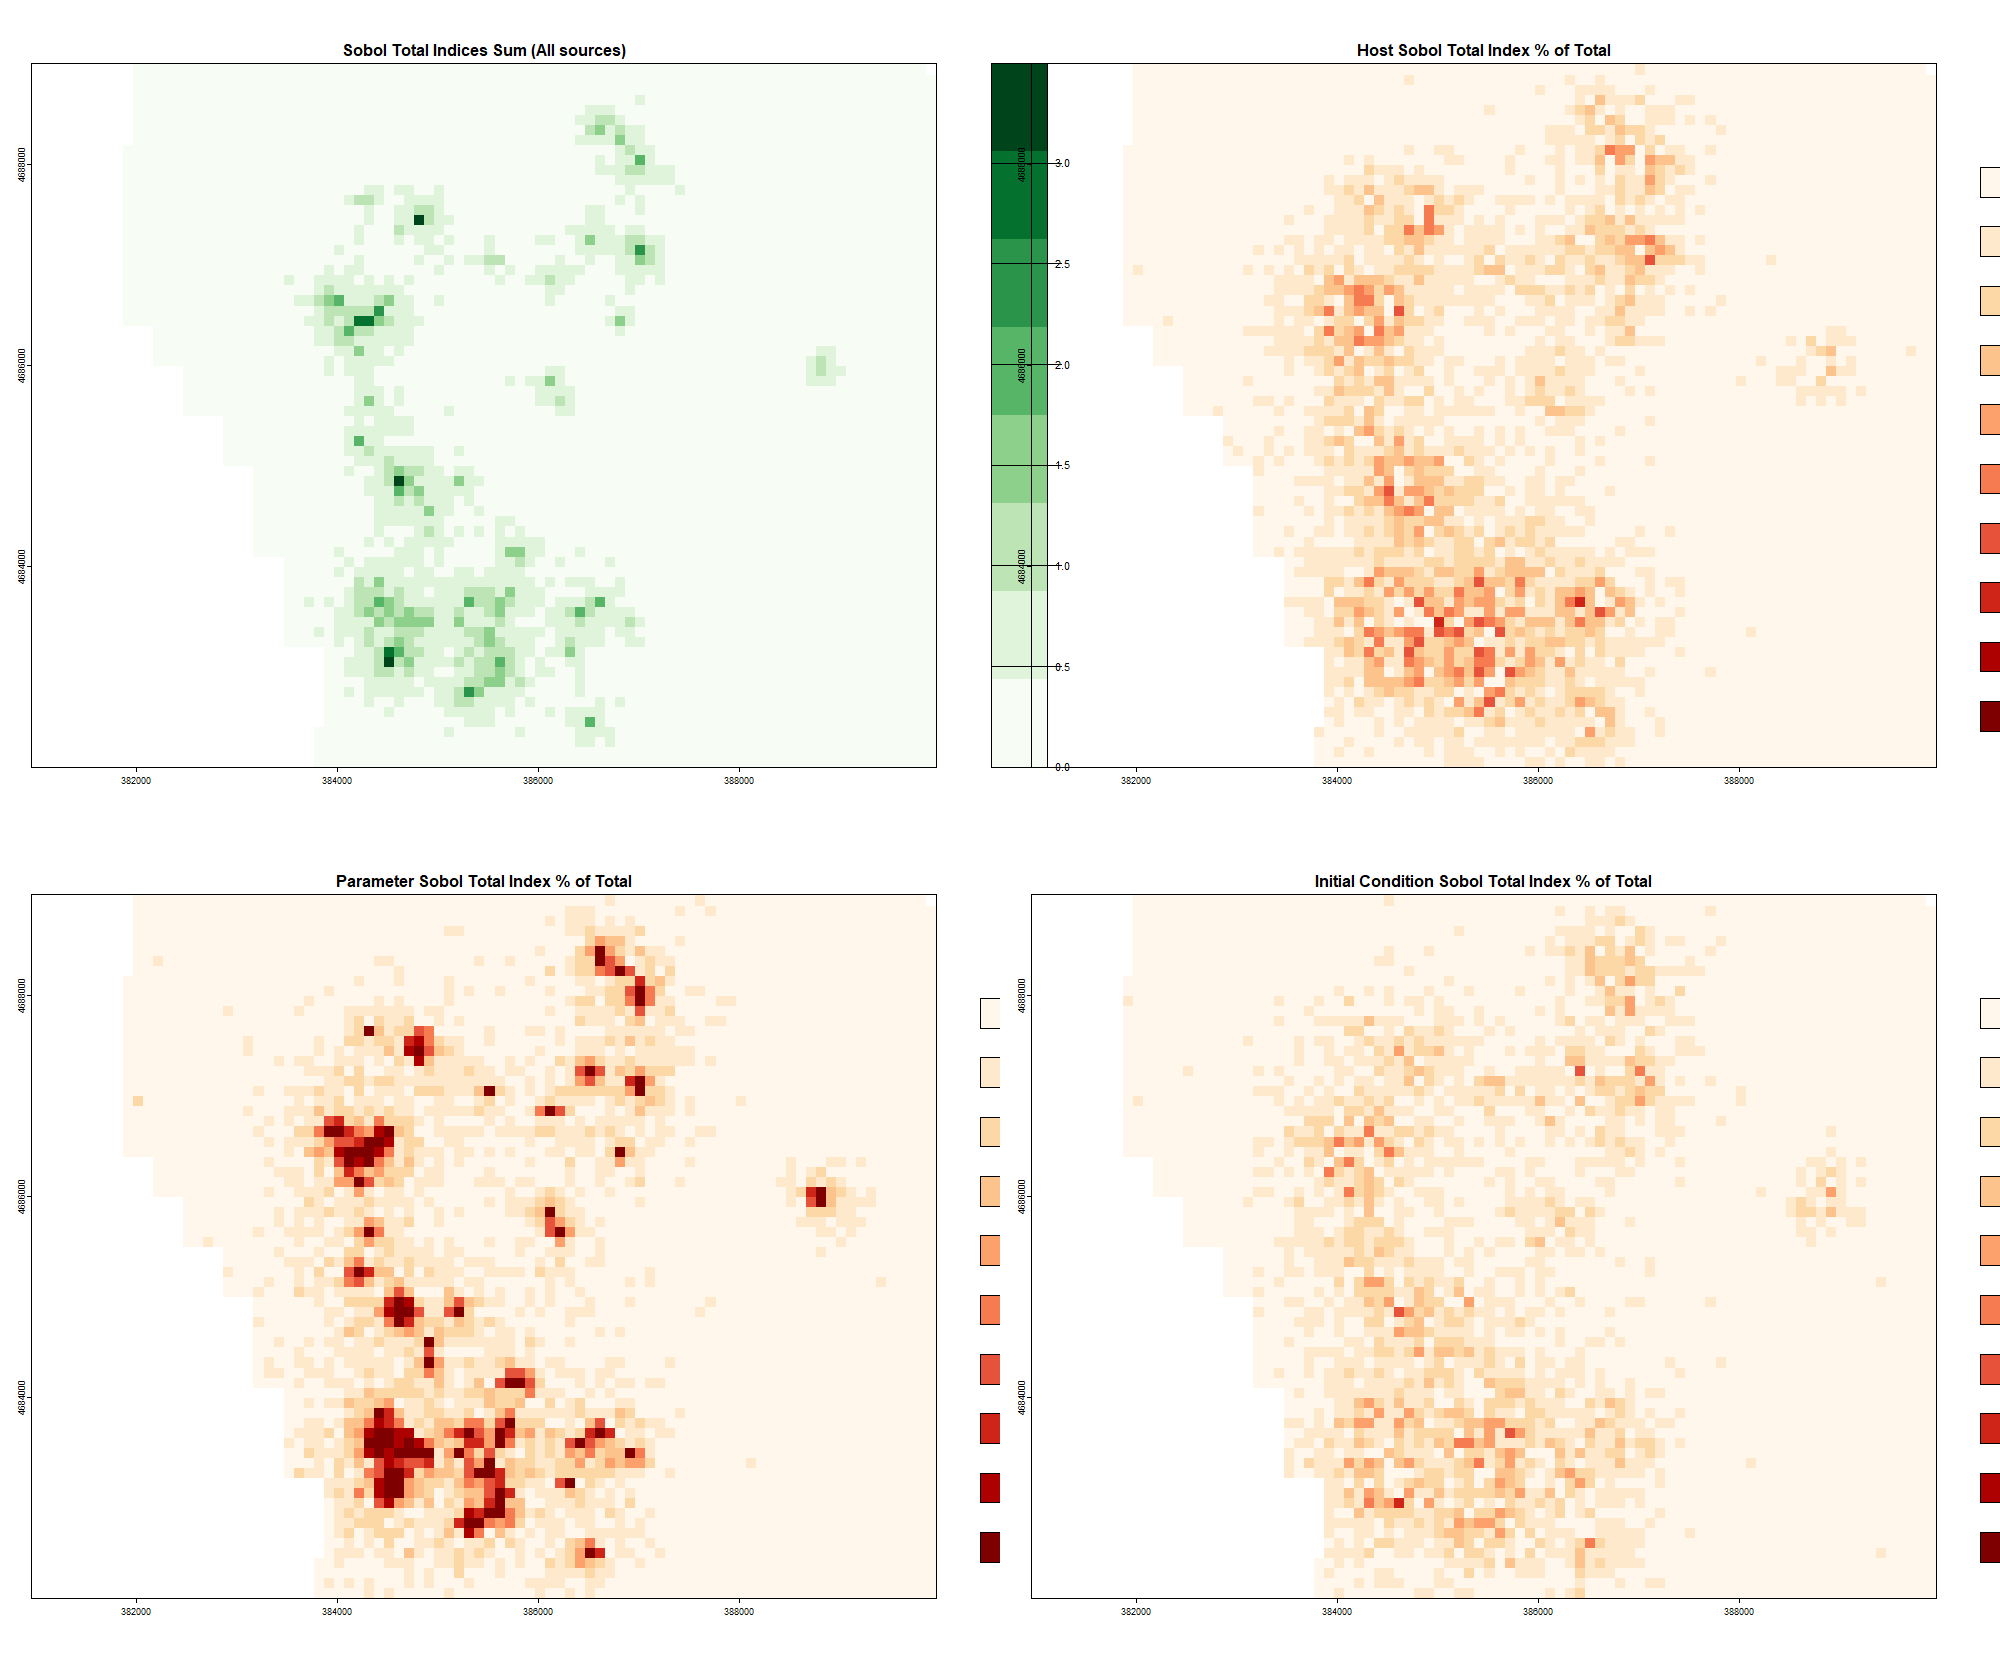 Sobol Total Indices Sum (All sources)
4688000
4686000
4684000
382000 384000 386000 388000
Host Sobol Total Index % of Total
3.0
2.5
2.0
1.5
1.0
0.5
0.0
4688000
4686000
4684000
382000 384000 386000 388000
Parameter Sobol Total Index % of Total
4688000
4686000
4684000
382000 384000 386000 388000
Initial Condition Sobol Total Index % of Total
4688000
4686000
4684000
382000 384000 386000 388000